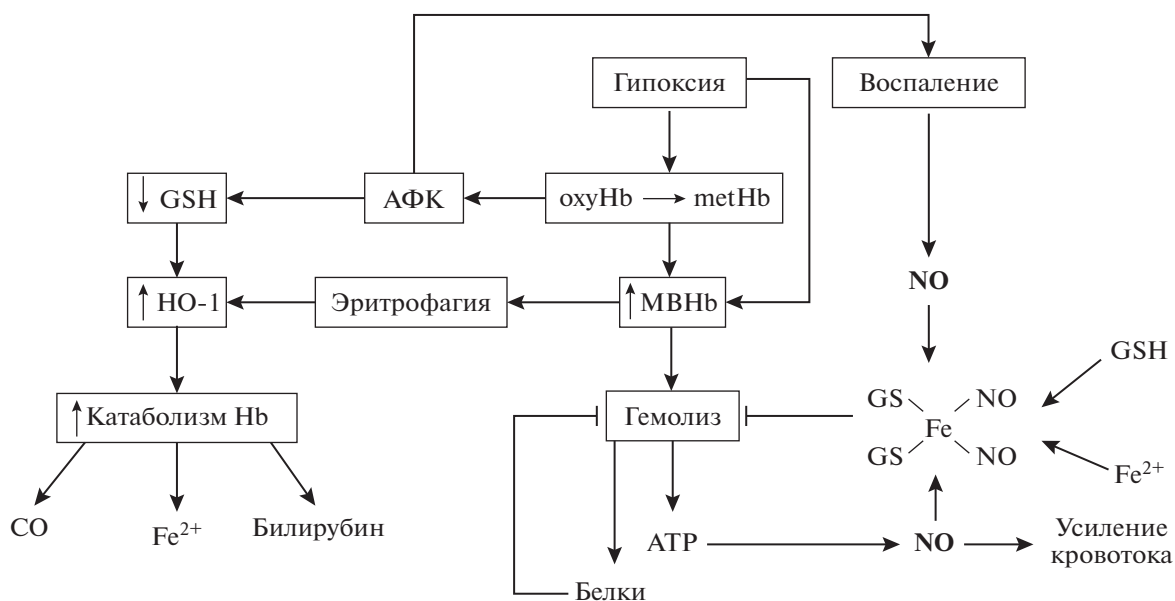 Гипоксия
Воспаление
↓ GSH
АФК
oxyHb → metHb
↑ HO-1
Эритрофагия
↑ MBHb
NO
GSH
↑ Катаболизм Hb
Гемолиз
GS NO
Fe
GS NO
Fe²⁺
CO
Fe²⁺
Билирубин
АТР
NO
Усиление
кровотока
Белки